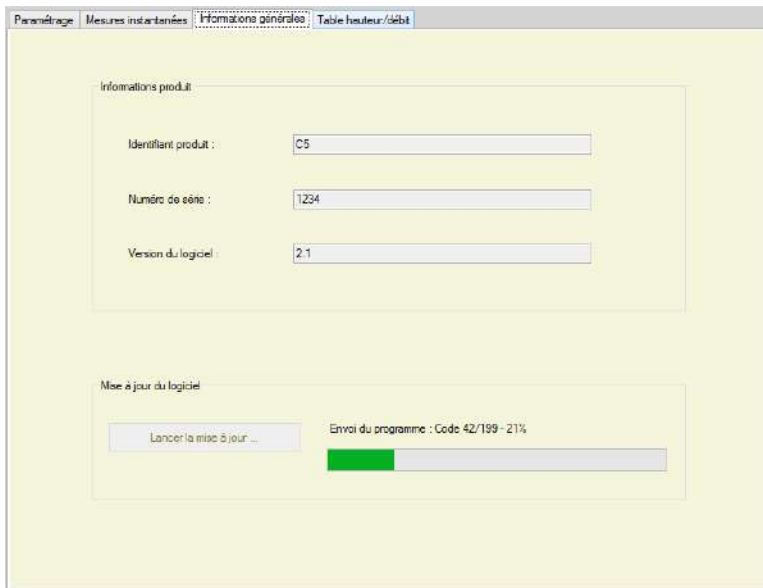 Paramétrage Mesures instantanées Informations générales Table hauteur/débit
Informations produit
Identifiant produit : C5
Numéro de série : 1234
Version du logiciel : 2.1
Mise à jour du logiciel
Lancer la mise à jour ...
Envoi du programme : Code 42/199 - 21%